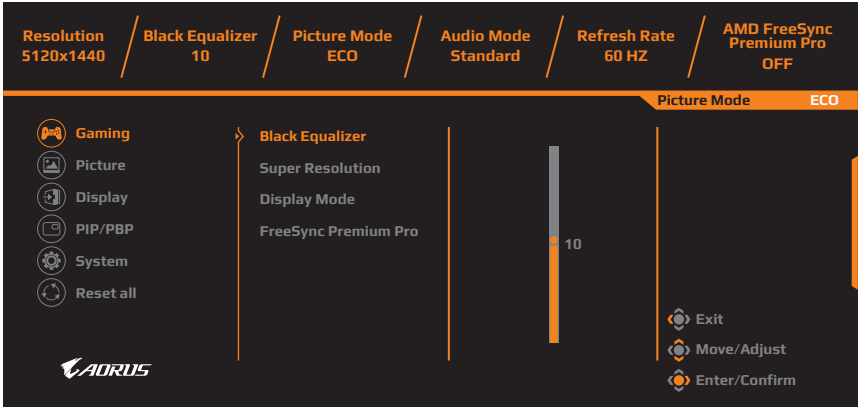 Resolution
5120x1440
Black Equalizer
10
Picture Mode
ECO
Audio Mode
Standard
Refresh Rate
60 HZ
AMD FreeSync
Premium Pro
OFF
Picture Mode ECO
Gaming
Picture
Display
PIP/PBP
System
Reset all
Black Equalizer
Super Resolution
Display Mode
FreeSync Premium Pro
10
Exit
Move/Adjust
Enter/Confirm
AORUS